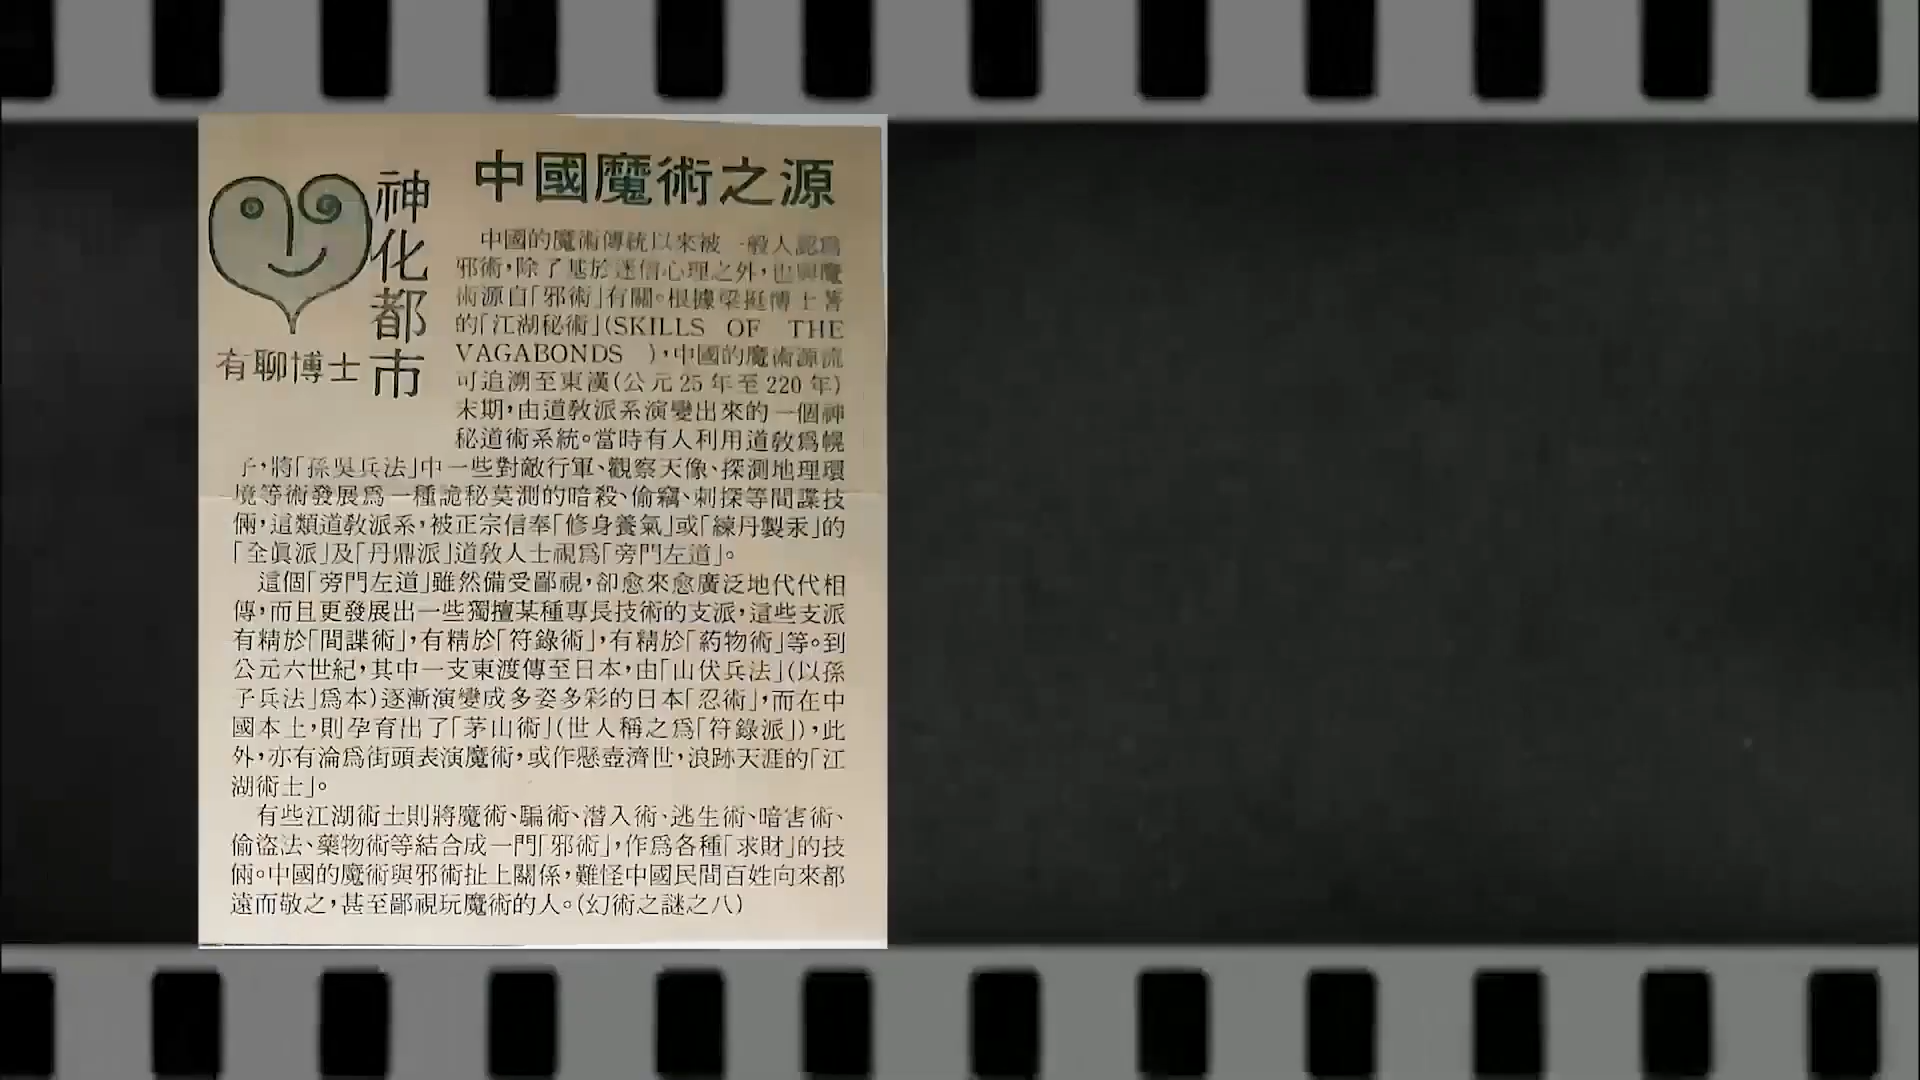 中國魔術之源
神化都市
有聊博士
中國的魔術傳統以來被一般人認爲
邪術,除了基於迷信心理之外,也與魔
術源自「邪術」有關。根據梁挺博士著
的「江湖秘術」(SKILLS OF THE
VAGABONDS ),中國的魔術源流
可追溯至東漢(公元25年至220年)
末期,由道教派系演變出來的一個神
秘道術系統。當時有人利用道教爲幌
子,將「孫吳兵法」中一些對敵行軍、觀察天像、探測地理環
境等術發展爲一種詭秘莫測的暗殺、偷竊、刺探等間諜技
倆,這類道教派系,被正宗信奉「修身養氣」或「練丹製汞」的
「全眞派」及「丹鼎派」道教人士視爲「旁門左道」。
這個「旁門左道」雖然備受鄙視,卻愈來愈廣泛地代代相
傳,而且更發展出一些獨擅某種專長技術的支派,這些支派
有精於「間諜術」,有精於「符錄術」,有精於「葯物術」等。到
公元六世紀,其中一支東渡傳至日本,由「山伏兵法」(以孫
子兵法」爲本)逐漸演變成多姿多彩的日本「忍術」,而在中
國本土,則孕育出了「茅山術」(世人稱之爲「符錄派」),此
外,亦有淪爲街頭表演魔術,或作懸壺濟世,浪跡天涯的「江
湖術士」。
有些江湖術士則將魔術、騙術、潛入術、逃生術、暗害術、
偷盜法、藥物術等結合成一門「邪術」,作爲各種「求財」的技
倆。中國的魔術與邪術扯上關係,難怪中國民間百姓向來都
遠而敬之,甚至鄙視玩魔術的人。(幻術之謎之八)